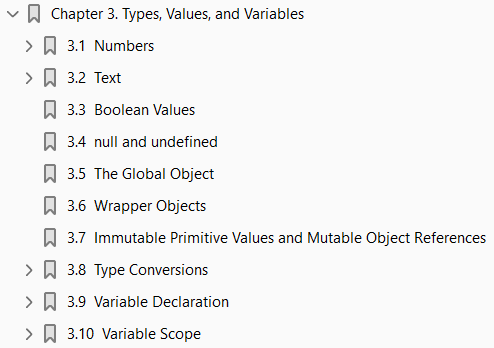 Chapter 3. Types, Values, and Variables
3.1 Numbers
3.2 Text
3.3 Boolean Values
3.4 null and undefined
3.5 The Global Object
3.6 Wrapper Objects
3.7 Immutable Primitive Values and Mutable Object References
3.8 Type Conversions
3.9 Variable Declaration
3.10 Variable Scope